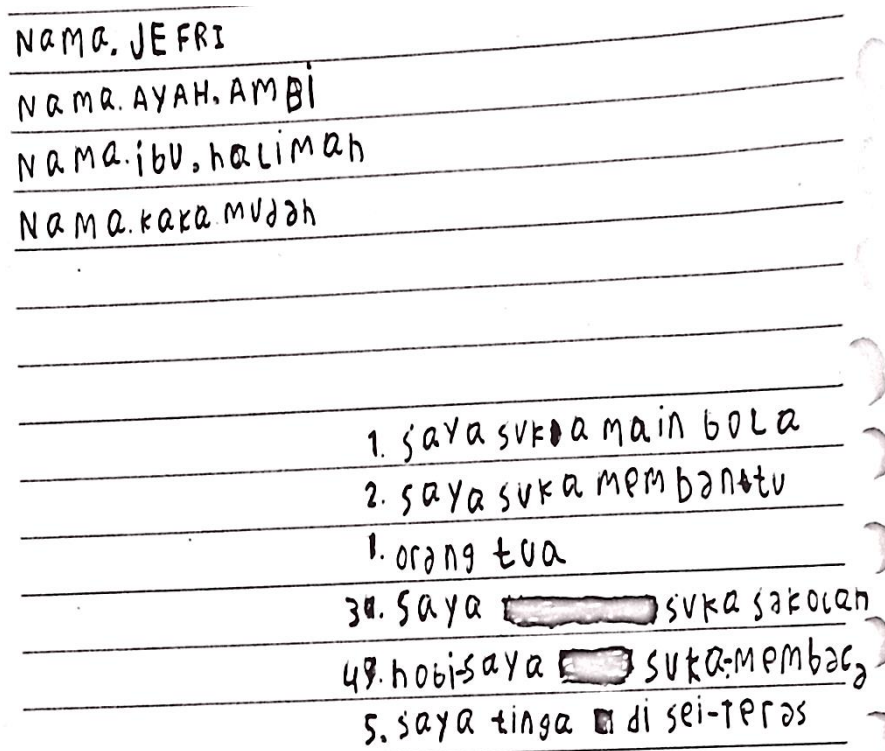 Nama. JEFRI
Nama. AYAH. AMBi
Nama. ibu. haliMah
Nama. kaka mudah
1. saya suka main bola
2. saya suka membantu
1. orang tua
3. saya suka sakolah
4. hobi-saya suka-membaca
5. saya tinga di sei-teras